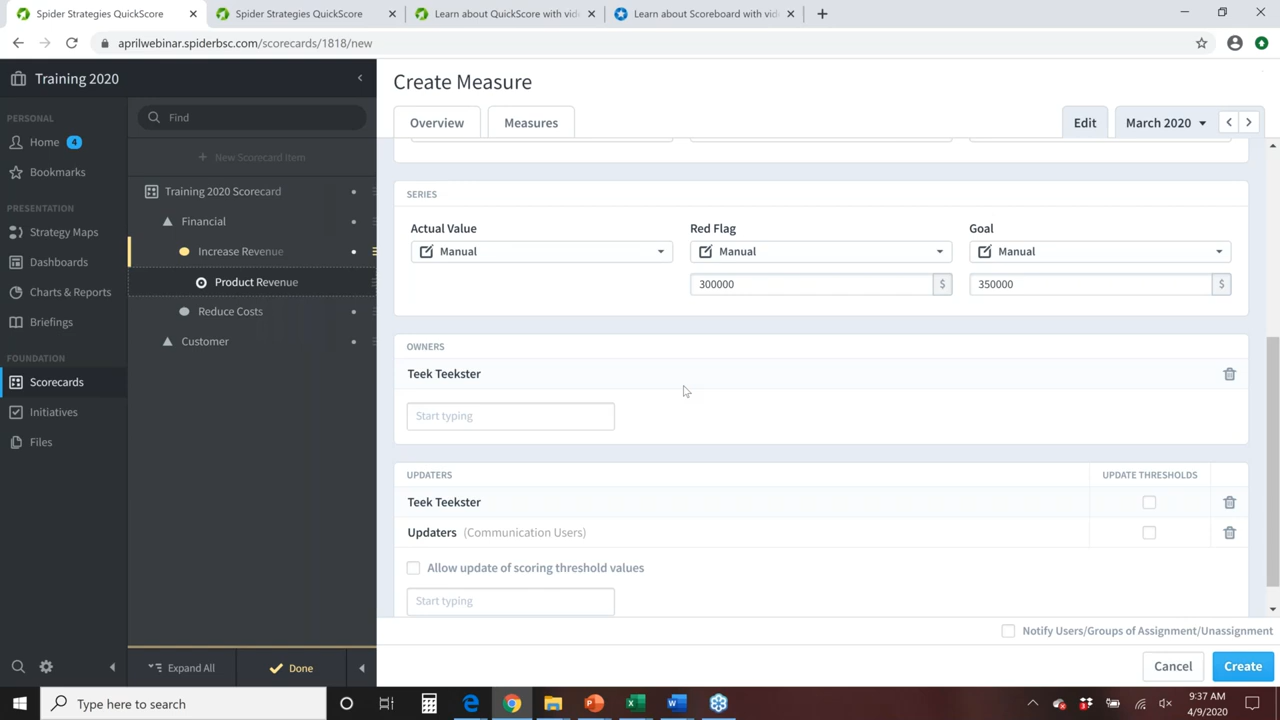 Spider Strategies QuickScore
Spider Strategies QuickScore
Learn about QuickScore with vide
Learn about Scoreboard with vide
aprilwebinar.spiderbsc.com/scorecards/1818/new
Training 2020
Create Measure
Find
Overview
Measures
Edit
March 2020
PERSONAL
Home 4
Bookmarks
PRESENTATION
Strategy Maps
Dashboards
Charts & Reports
Briefings
FOUNDATION
Scorecards
Initiatives
Files
+ New Scorecard Item
Training 2020 Scorecard
Financial
Increase Revenue
Product Revenue
Reduce Costs
Customer
SERIES
Actual Value
Red Flag
Goal
Manual
Manual
Manual
300000 $
350000 $
OWNERS
Teek Teekster
Start typing
UPDATERS
UPDATE THRESHOLDS
Teek Teekster
Updaters (Communication Users)
Allow update of scoring threshold values
Start typing
Notify Users/Groups of Assignment/Unassignment
Expand All
Done
Cancel
Create
Type here to search
9:37 AM
4/9/2020